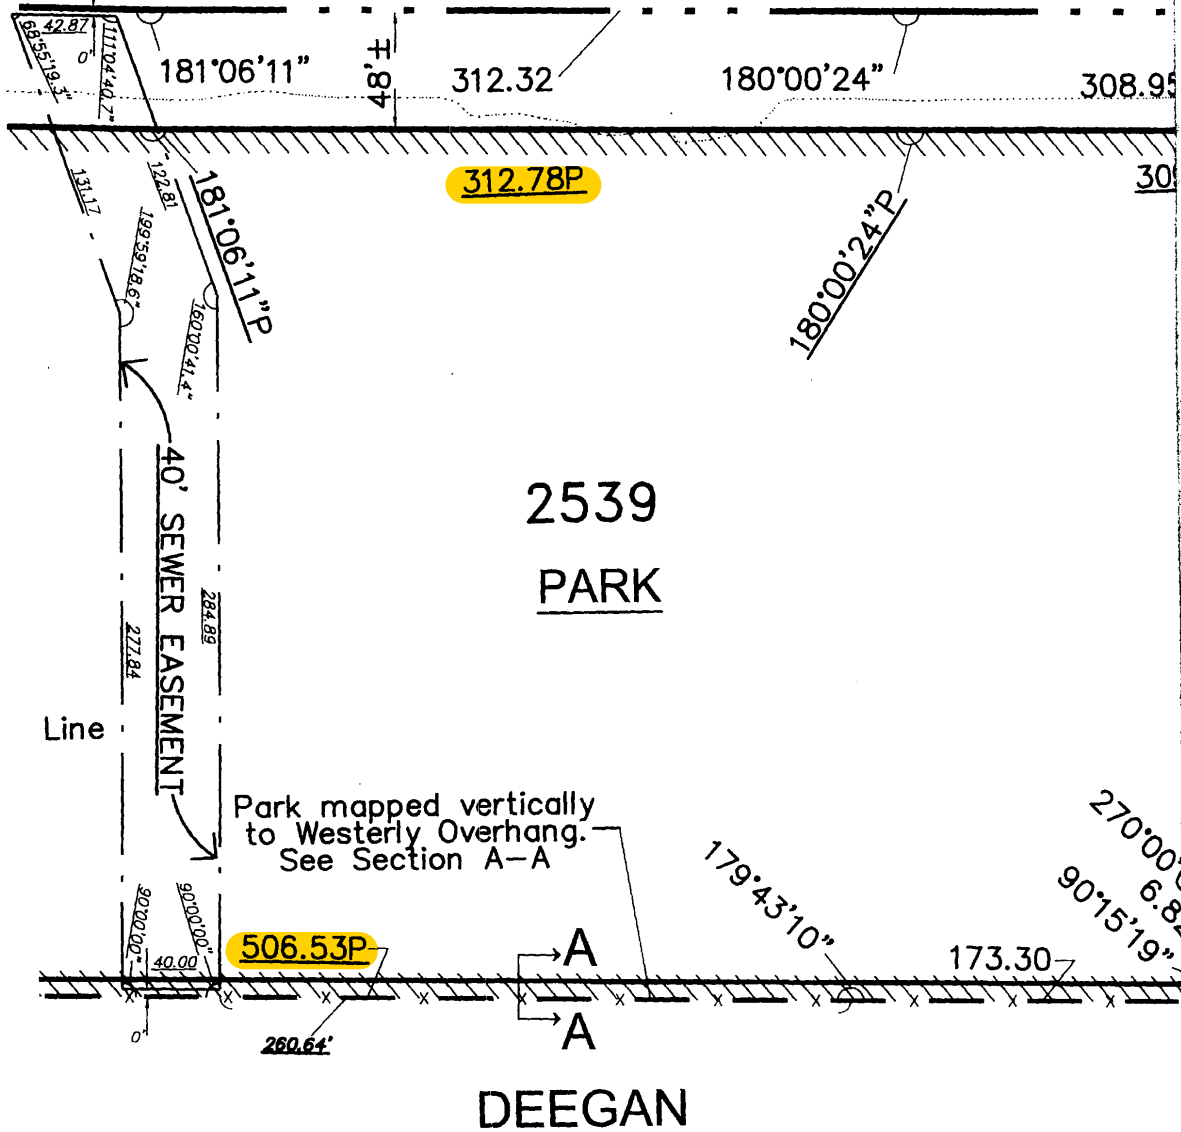 42.87
0'
68°55'19.3"
111°04'40.7"
181°06'11"
48'±
312.32
180°00'24"
308.95
131.17
122.81
312.78P
199°59'18.6"
181°06'11"P
180°00'24"P
160°00'41.4"
40' SEWER EASEMENT
2539
PARK
284.89
277.84
Line
Park mapped vertically
to Westerly Overhang.
See Section A-A
179°43'10"
90°15'19"
90°00'00"
90°00'00"
40.00
506.53P
A
173.30
0'
260.64'
A
DEEGAN